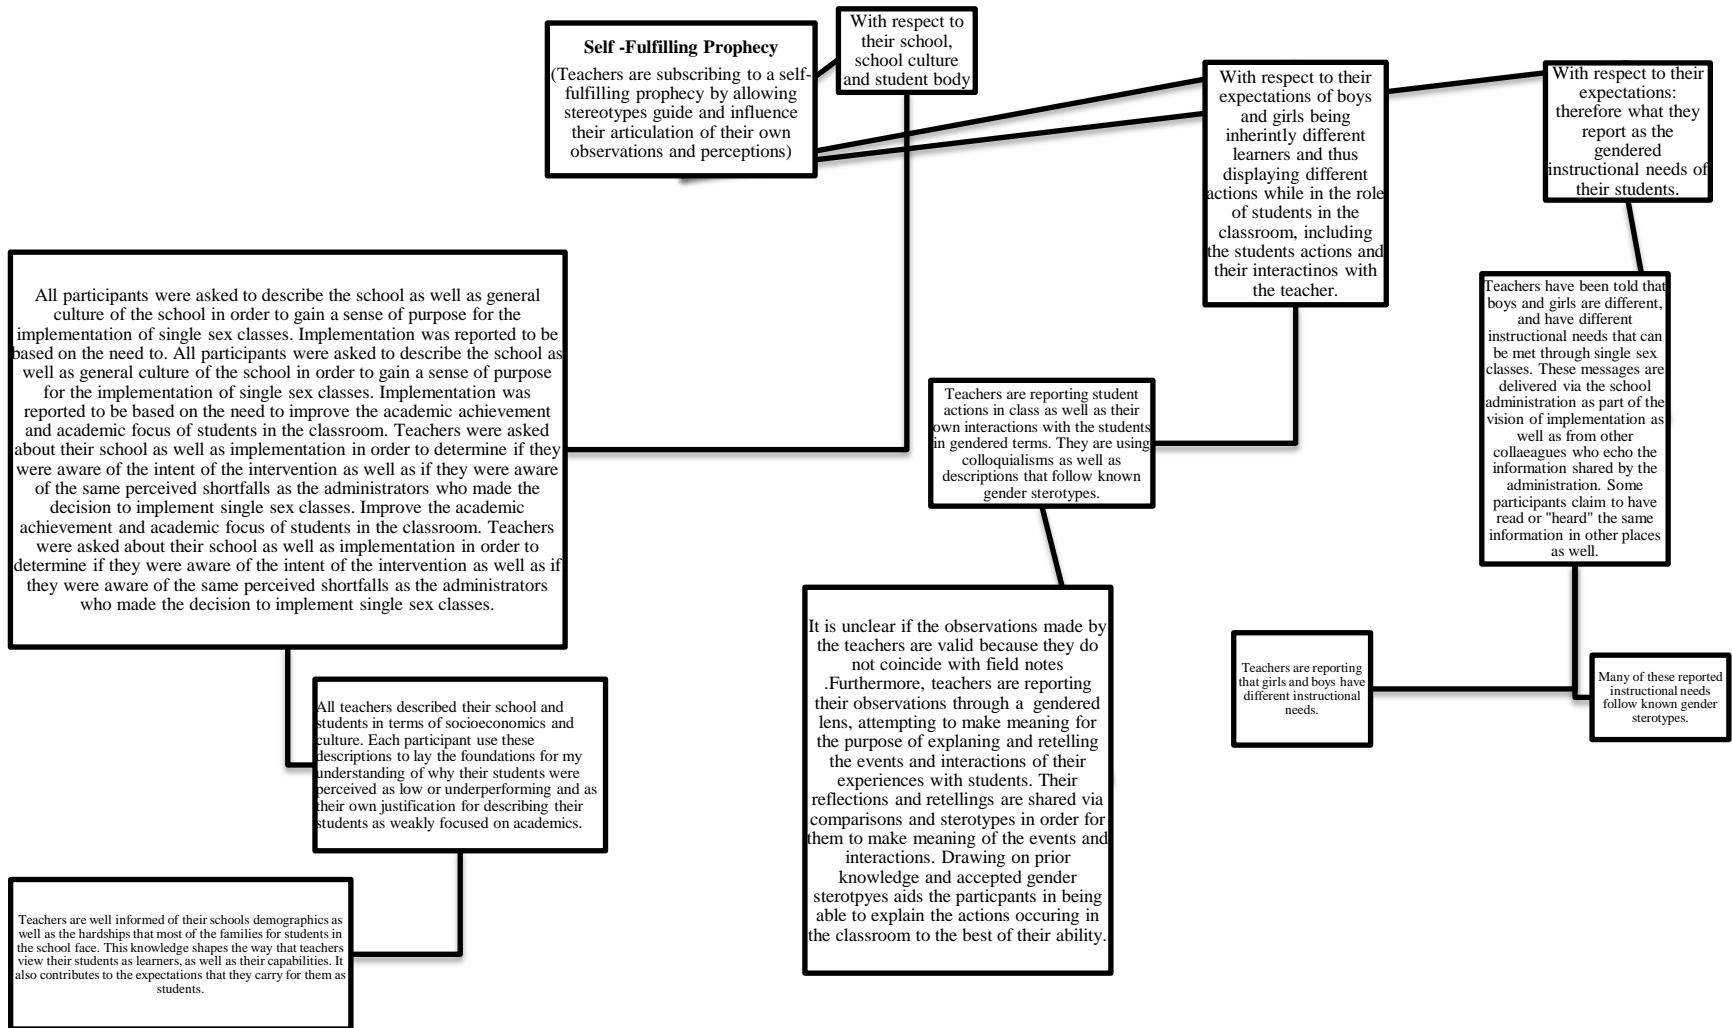 Self -Fulfilling Prophecy
(Teachers are subscribing to a self-
fulfilling prophecy by allowing
stereotypes guide and influence
their articulation of their own
observations and perceptions)
With respect to
their school,
school culture
and student body
With respect to their
expectations of boys
and girls being
inherintly different
learners and thus
displaying different
actions while in the role
of students in the
classroom, including
the students actions and
their interactinos with
the teacher.
With respect to their
expectations:
therefore what they
report as the
gendered
instructional needs of
their students.
All participants were asked to describe the school as well as general
culture of the school in order to gain a sense of purpose for the
implementation of single sex classes. Implementation was reported to be
based on the need to. All participants were asked to describe the school as
well as general culture of the school in order to gain a sense of purpose
for the implementation of single sex classes. Implementation was
reported to be based on the need to improve the academic achievement
and academic focus of students in the classroom. Teachers were asked
about their school as well as implementation in order to determine if they
were aware of the intent of the intervention as well as if they were aware
of the same perceived shortfalls as the administrators who made the
decision to implement single sex classes. Improve the academic
achievement and academic focus of students in the classroom. Teachers
were asked about their school as well as implementation in order to
determine if they were aware of the intent of the intervention as well as if
they were aware of the same perceived shortfalls as the administrators
who made the decision to implement single sex classes.
Teachers are reporting student
actions in class as well as their
own interactions with the students
in gendered terms. They are using
colloquialisms as well as
descriptions that follow known
gender sterotypes.
Teachers have been told that
boys and girls are different,
and have different
instructional needs that can
be met through single sex
classes. These messages are
delivered via the school
administration as part of the
vision of implementation as
well as from other
collaeagues who echo the
information shared by the
administration. Some
participants claim to have
read or "heard" the same
information in other places
as well.
It is unclear if the observations made by
the teachers are valid because they do
not coincide with field notes
.Furthermore, teachers are reporting
their observations through a gendered
lens, attempting to make meaning for
the purpose of explaning and retelling
the events and interactions of their
experiences with students. Their
reflections and retellings are shared via
comparisons and sterotypes in order for
them to make meaning of the events and
interactions. Drawing on prior
knowledge and accepted gender
sterotpyes aids the particpants in being
able to explain the actions occuring in
the classroom to the best of their ability.
Teachers are reporting
that girls and boys have
different instructional
needs.
Many of these reported
instructional needs
follow known gender
sterotypes.
All teachers described their school and
students in terms of socioeconomics and
culture. Each participant use these
descriptions to lay the foundations for my
understanding of why their students were
perceived as low or underperforming and as
their own justification for describing their
students as weakly focused on academics.
Teachers are well informed of their schools demographics as
well as the hardships that most of the families for students in
the school face. This knowledge shapes the way that teachers
view their students as learners, as well as their capabilities. It
also contributes to the expectations that they carry for them as
students.